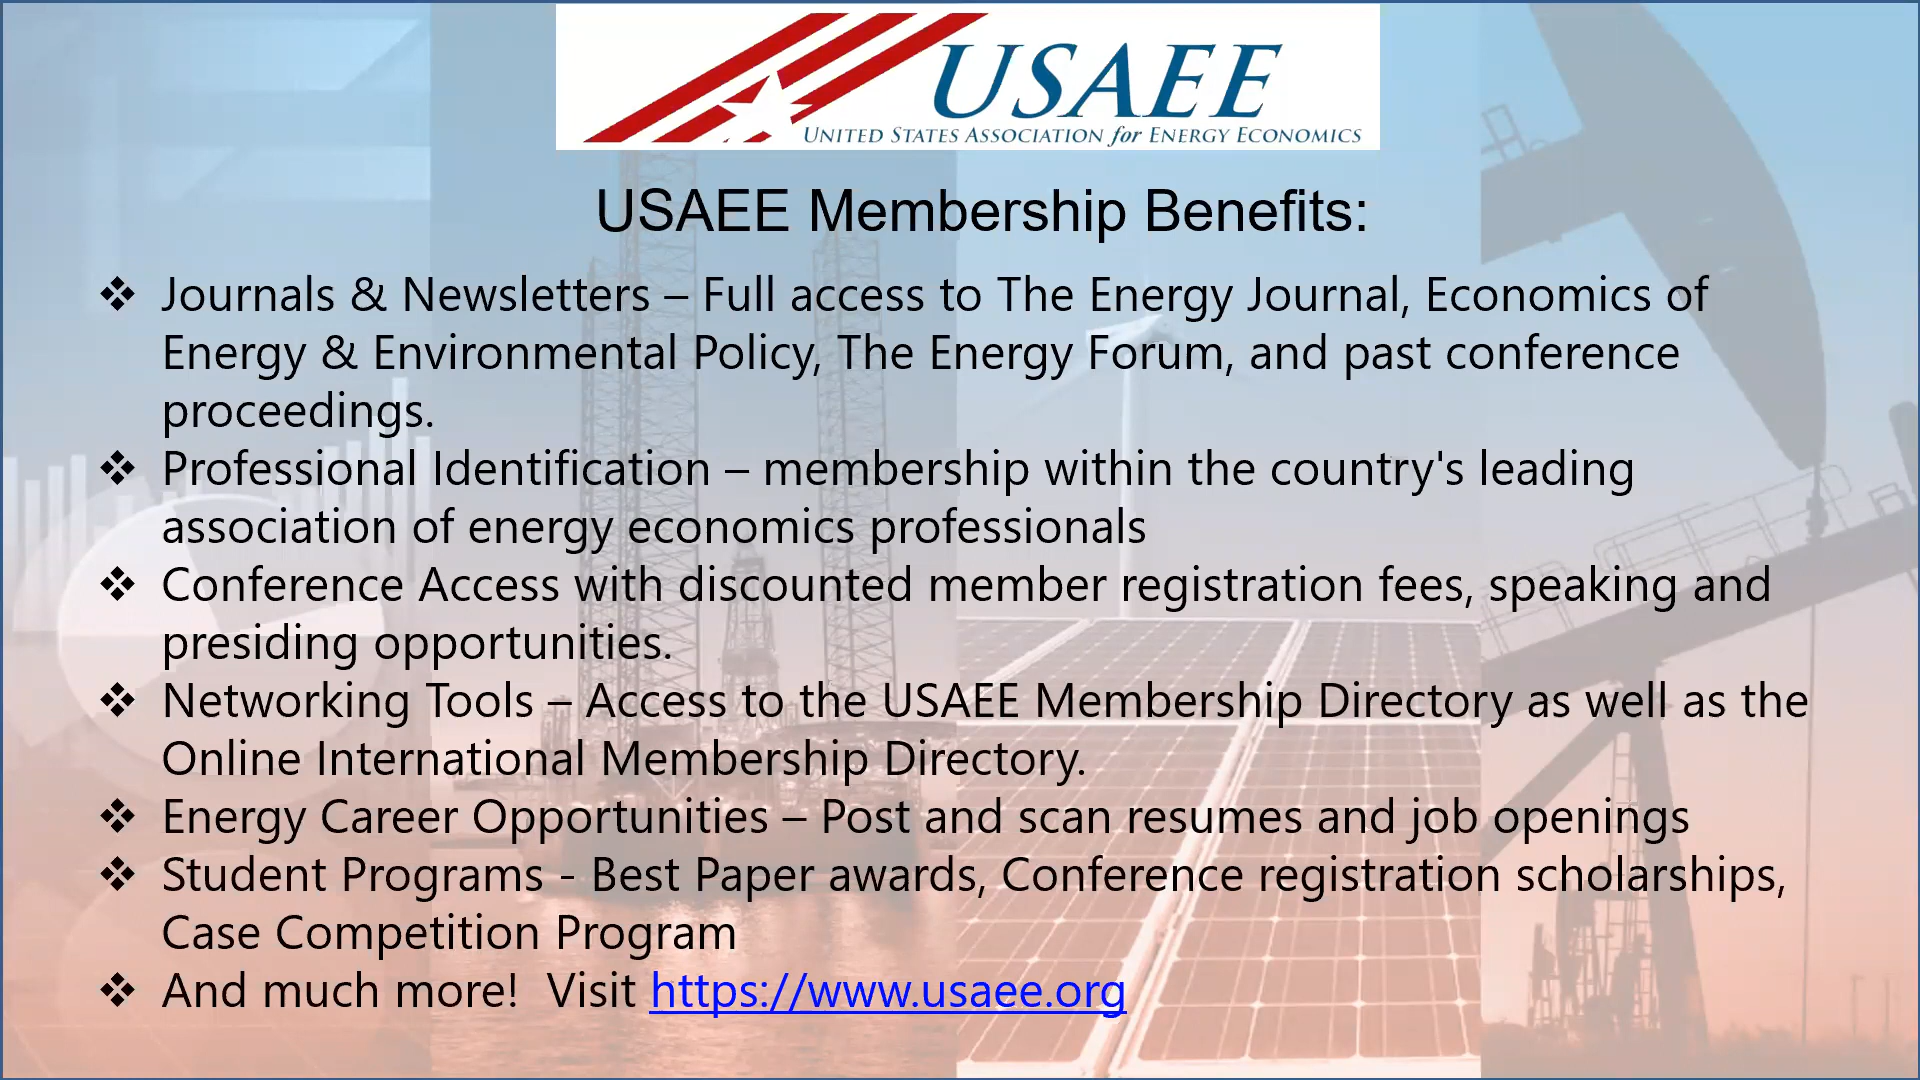 USAEE
UNITED STATES ASSOCIATION for ENERGY ECONOMICS
USAEE Membership Benefits:
❖ Journals & Newsletters – Full access to The Energy Journal, Economics of
Energy & Environmental Policy, The Energy Forum, and past conference
proceedings.
❖ Professional Identification – membership within the country's leading
association of energy economics professionals
❖ Conference Access with discounted member registration fees, speaking and
presiding opportunities.
❖ Networking Tools – Access to the USAEE Membership Directory as well as the
Online International Membership Directory.
❖ Energy Career Opportunities – Post and scan resumes and job openings
❖ Student Programs - Best Paper awards, Conference registration scholarships,
Case Competition Program
❖ And much more!  Visit https://www.usaee.org